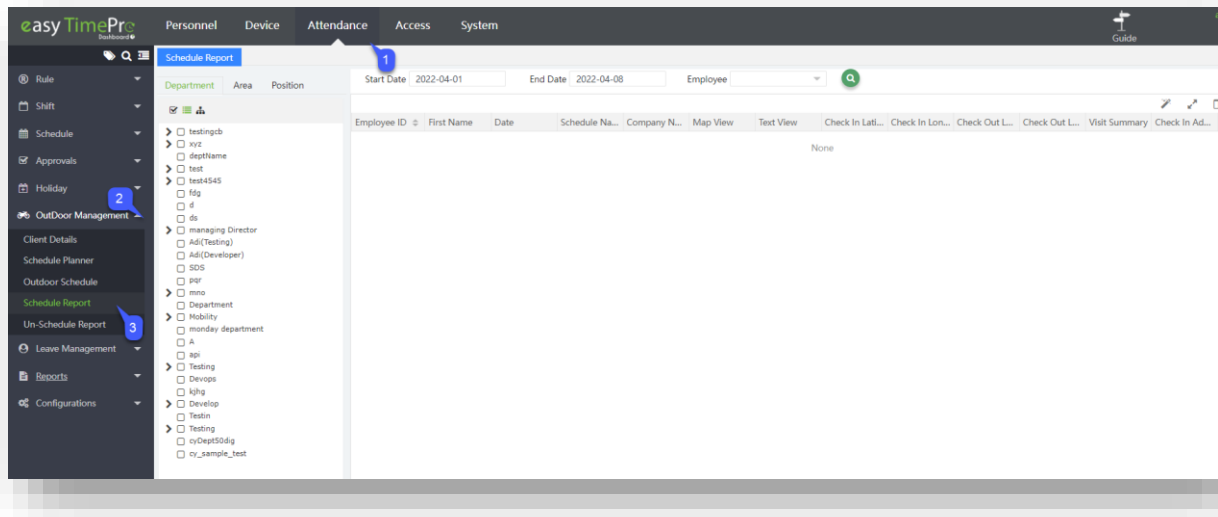 easy TimePro
Dashboard
Personnel Device Attendance Access System
Guide
1
Schedule Report
Rule
Shift
Schedule
Approvals
Holiday
2
OutDoor Management
Client Details
Schedule Planner
Outdoor Schedule
Schedule Report
Un-Schedule Report
3
Leave Management
Reports
Configurations
Department Area Position
testingcb
xyz
deptName
test
test4545
fdg
d
ds
managing Director
Adi(Testing)
Adi(Developer)
SDS
pqr
mno
Department
Mobility
monday department
A
api
Testing
Devops
kjhg
Develop
Testin
Testing
cyDept50dig
cy_sample_test
Start Date 2022-04-01 End Date 2022-04-08 Employee
Employee ID First Name Date Schedule Na... Company N... Map View Text View Check In Lati... Check In Lon... Check Out L... Check Out L... Visit Summary Check In Ad...
None